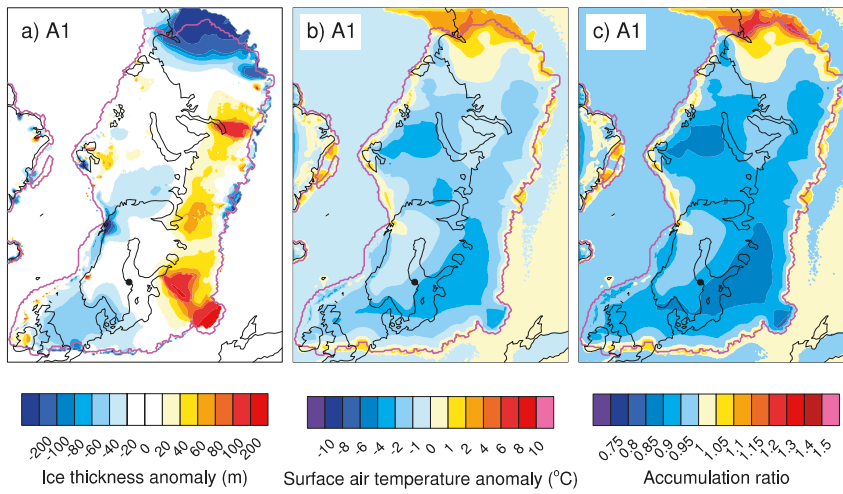 a) A1
b) A1
c) A1
-200 -100 -80 -60 -40 -20 0 20 40 60 80 100 200
Ice thickness anomaly (m)
-10 -8 -6 -4 -2 -1 0 1 2 4 6 8 10
Surface air temperature anomaly (°C)
0.75 0.8 0.85 0.9 0.95 1 1.05 1.1 1.15 1.2 1.3 1.4 1.5
Accumulation ratio